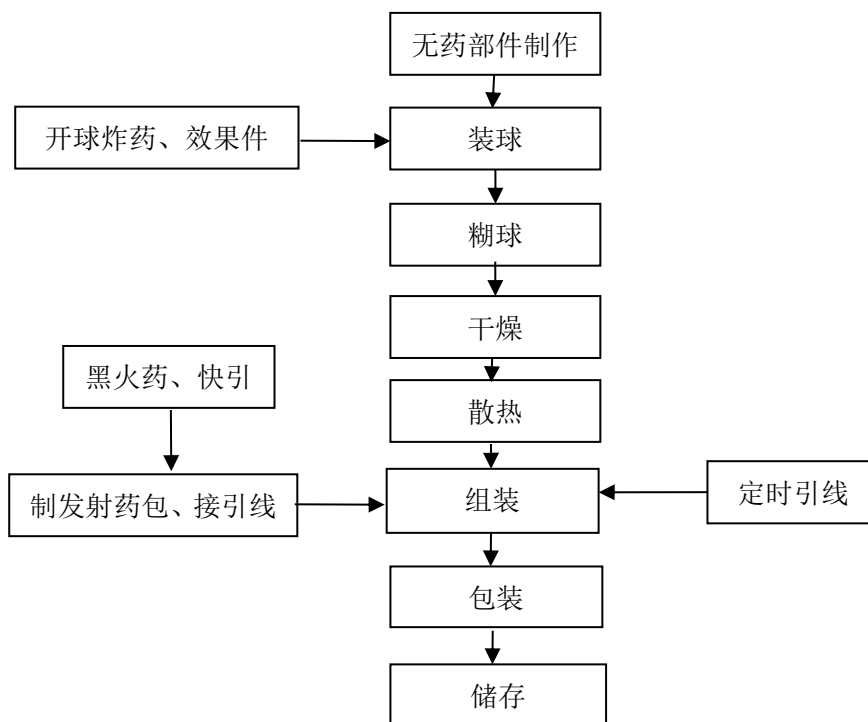 无药部件制作
开球炸药、效果件
装球
糊球
干燥
黑火药、快引
散热
制发射药包、接引线
组装
定时引线
包装
储存